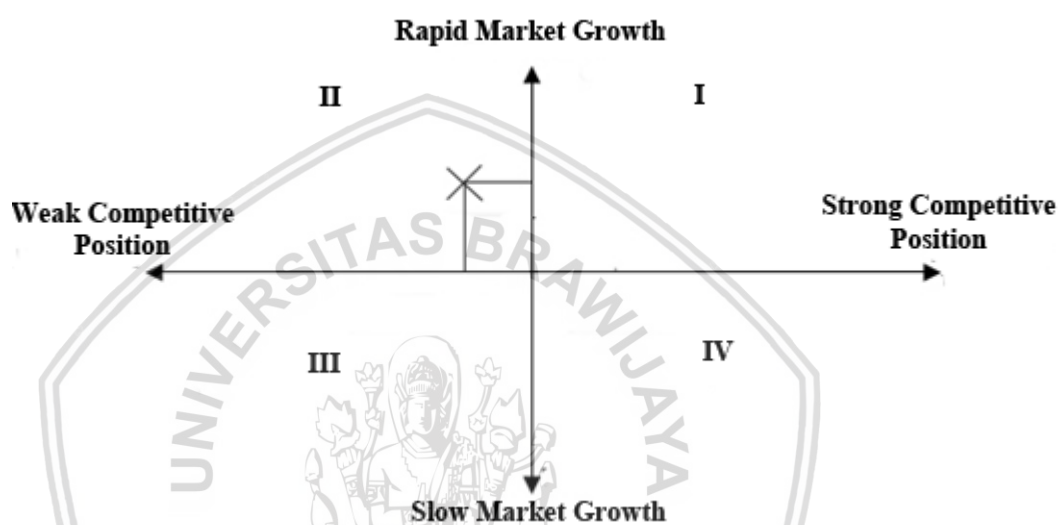 Rapid Market Growth
II
I
Weak Competitive
Position
Strong Competitive
Position
UNIVERSITAS BRAWIJAYA
III
IV
Slow Market Growth